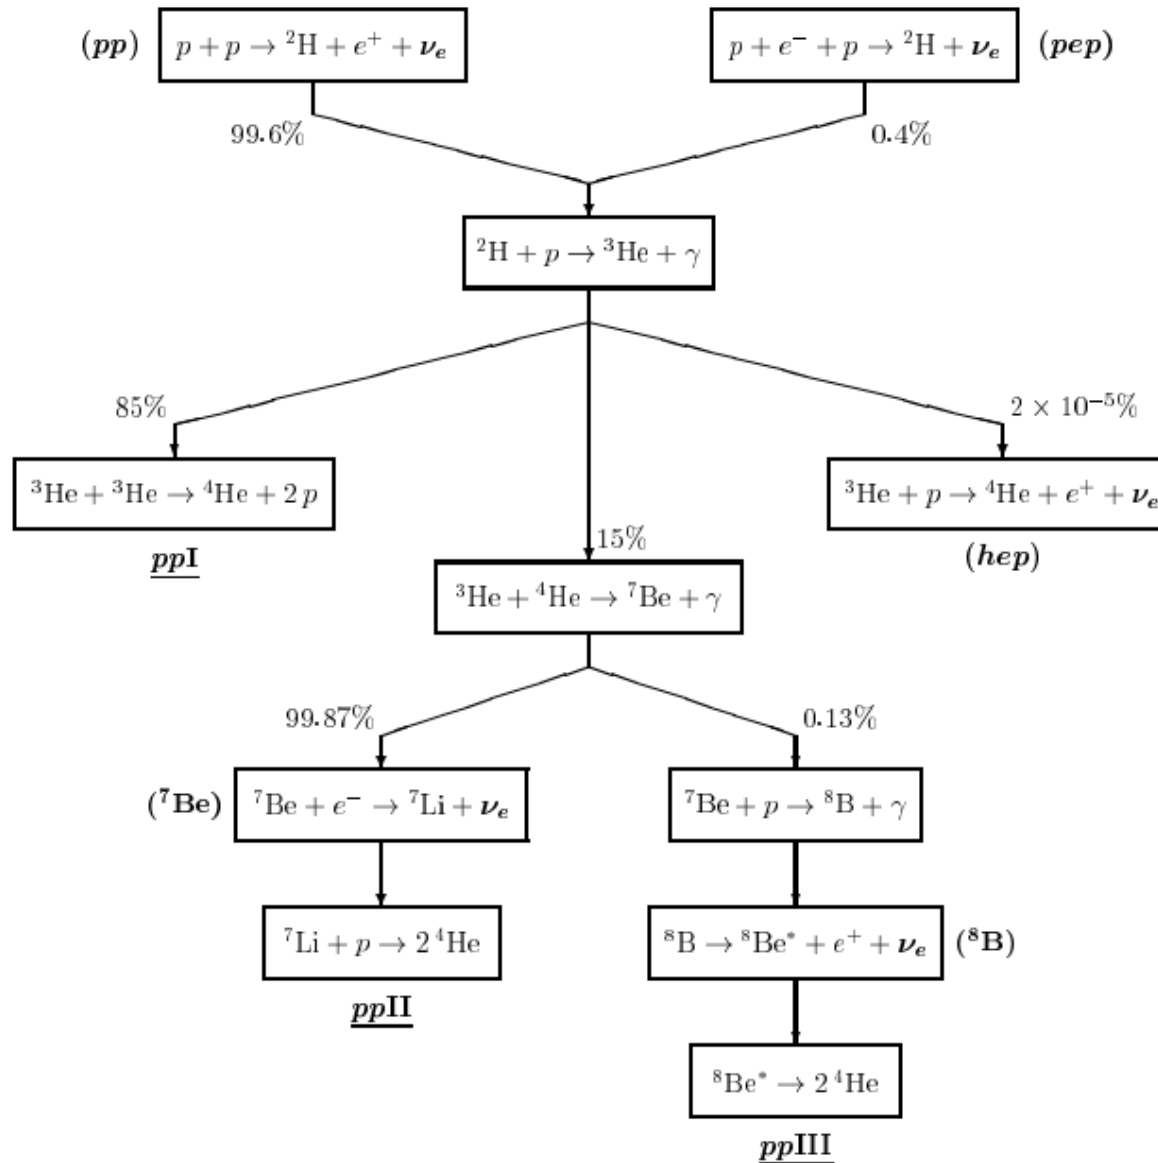 (pp) p + p → ²H + e⁺ + νₑ
p + e⁻ + p → ²H + νₑ (pep)
99.6%
0.4%
²H + p → ³He + γ
85%
2 × 10⁻⁵%
³He + ³He → ⁴He + 2 p
³He + p → ⁴He + e⁺ + νₑ
ppI
15%
(hep)
³He + ⁴He → ⁷Be + γ
99.87%
0.13%
(⁷Be) ⁷Be + e⁻ → ⁷Li + νₑ
⁷Be + p → ⁸B + γ
⁷Li + p → 2 ⁴He
⁸B → ⁸Be* + e⁺ + νₑ (⁸B)
ppII
⁸Be* → 2 ⁴He
ppIII